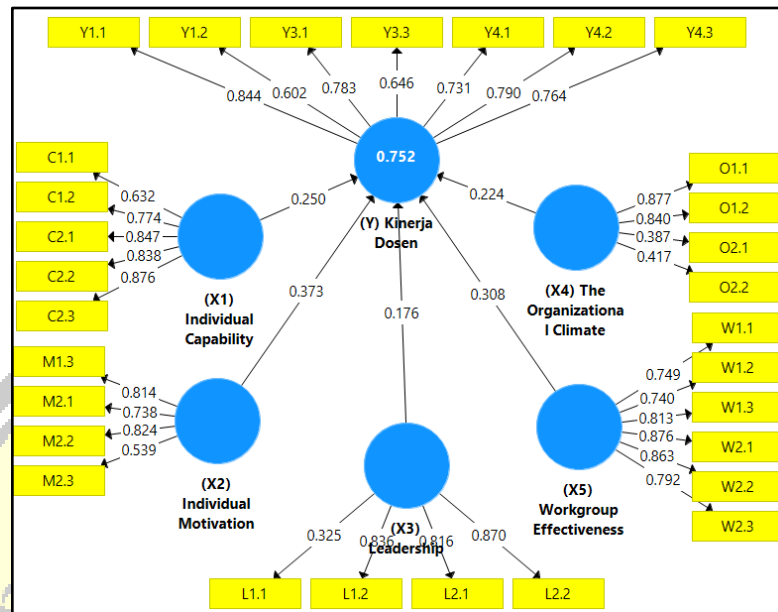 Y1.1 Y1.2 Y3.1 Y3.3 Y4.1 Y4.2 Y4.3
0.844 0.602 0.783 0.646 0.731 0.790 0.764
0.752
(Y) Kinerja
Dosen
C1.1
C1.2
C2.1
C2.2
C2.3
0.632
0.774
0.847
0.838
0.876
(X1)
Individual
Capability
0.250
0.224
O1.1
O1.2
O2.1
O2.2
0.877
0.840
0.387
0.417
(X4) The
Organizationa
l Climate
0.373
0.176
0.308
M1.3
M2.1
M2.2
M2.3
0.814
0.738
0.824
0.539
(X2)
Individual
Motivation
W1.1
W1.2
W1.3
W2.1
W2.2
W2.3
0.749
0.740
0.813
0.876
0.863
0.792
(X5)
Workgroup
Effectiveness
(X3)
Leadership
0.325 0.836 0.816 0.870
L1.1 L1.2 L2.1 L2.2